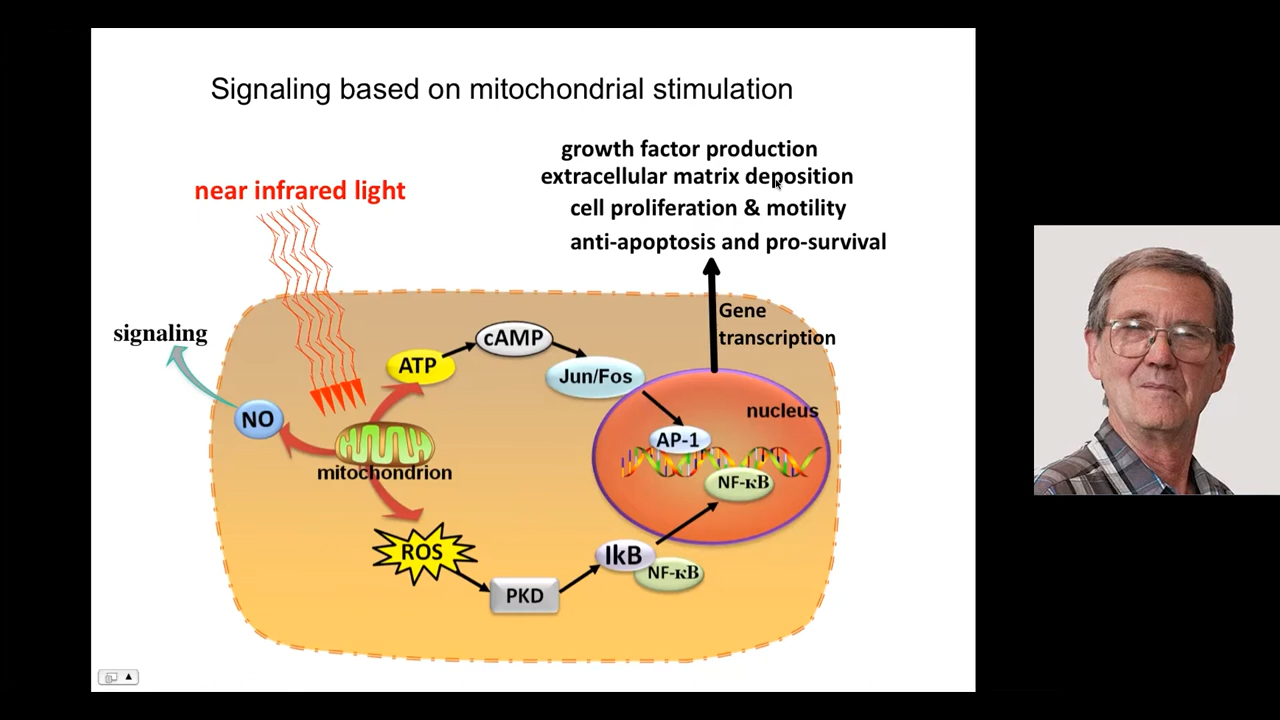 Signaling based on mitochondrial stimulation
growth factor production
extracellular matrix deposition
near infrared light
cell proliferation & motility
anti-apoptosis and pro-survival
Gene
transcription
signaling
cAMP
ATP
Jun/Fos
nucleus
NO
AP-1
mitochondrion
NF-κB
ROS
IkB
NF-κB
PKD